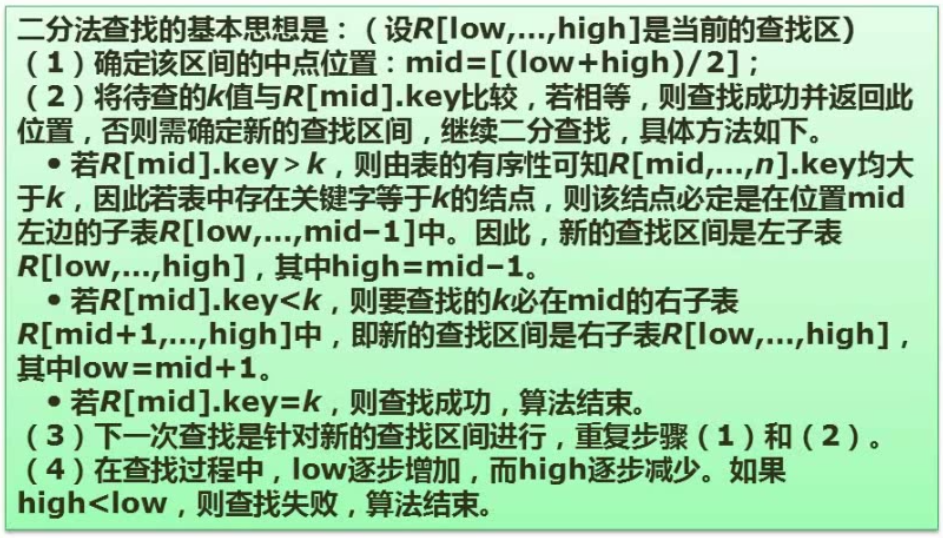 二分法查找的基本思想是：（设R[low,…,high]是当前的查找区)
（1）确定该区间的中点位置：mid=[(low+high)/2]；
（2）将待查的k值与R[mid].key比较，若相等，则查找成功并返回此
位置，否则需确定新的查找区间，继续二分查找，具体方法如下。
•若R[mid].key＞k，则由表的有序性可知R[mid,…,n].key均大
于k，因此若表中存在关键字等于k的结点，则该结点必定是在位置mid
左边的子表R[low,…,mid–1]中。因此，新的查找区间是左子表
R[low,…,high]，其中high=mid–1。
•若R[mid].key<k，则要查找的k必在mid的右子表
R[mid+1,…,high]中，即新的查找区间是右子表R[low,…,high]，
其中low=mid+1。
•若R[mid].key=k，则查找成功，算法结束。
（3）下一次查找是针对新的查找区间进行，重复步骤（1）和（2）。
（4）在查找过程中，low逐步增加，而high逐步减少。如果
high<low，则查找失败，算法结束。